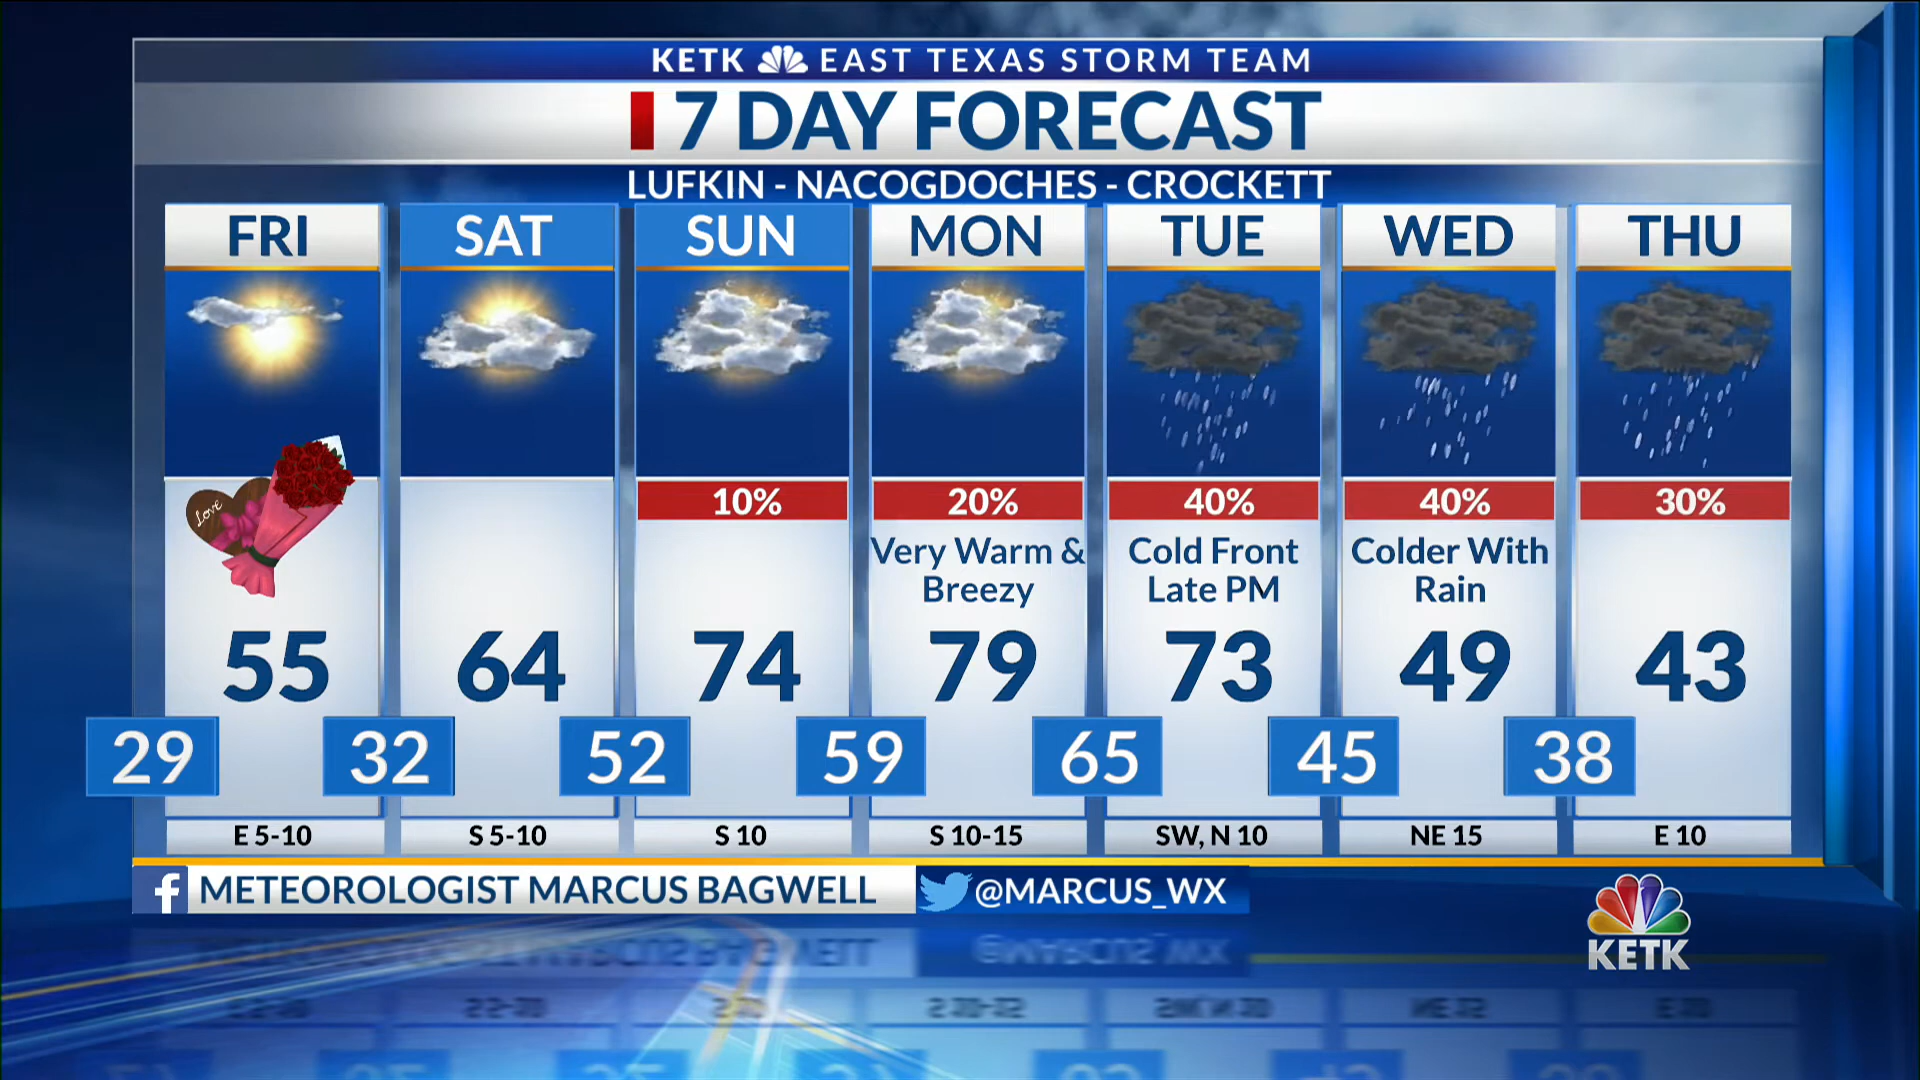 KETK EAST TEXAS STORM TEAM
7 DAY FORECAST
LUFKIN - NACOGDOCHES - CROCKETT
FRI SAT SUN MON TUE WED THU
Love
10% 20% 40% 40% 30%
Very Warm & Breezy
Cold Front Late PM
Colder With Rain
55 64 74 79 73 49 43
29 32 52 59 65 45 38
E 5-10 S 5-10 S 10 S 10-15 SW, N 10 NE 15 E 10
f METEOROLOGIST MARCUS BAGWELL @MARCUS_WX
KETK